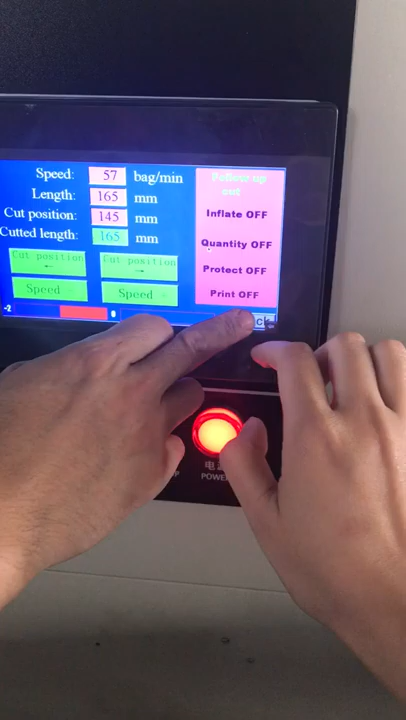 Speed: 57 bag/min
Length: 165 mm
Cut position: 145 mm
Cutted length: 165 mm
Cut position
←
Cut position
→
Speed -
Speed +
Follow up
cut
Inflate OFF
Quantity OFF
Protect OFF
Print OFF
-2
0
POWE